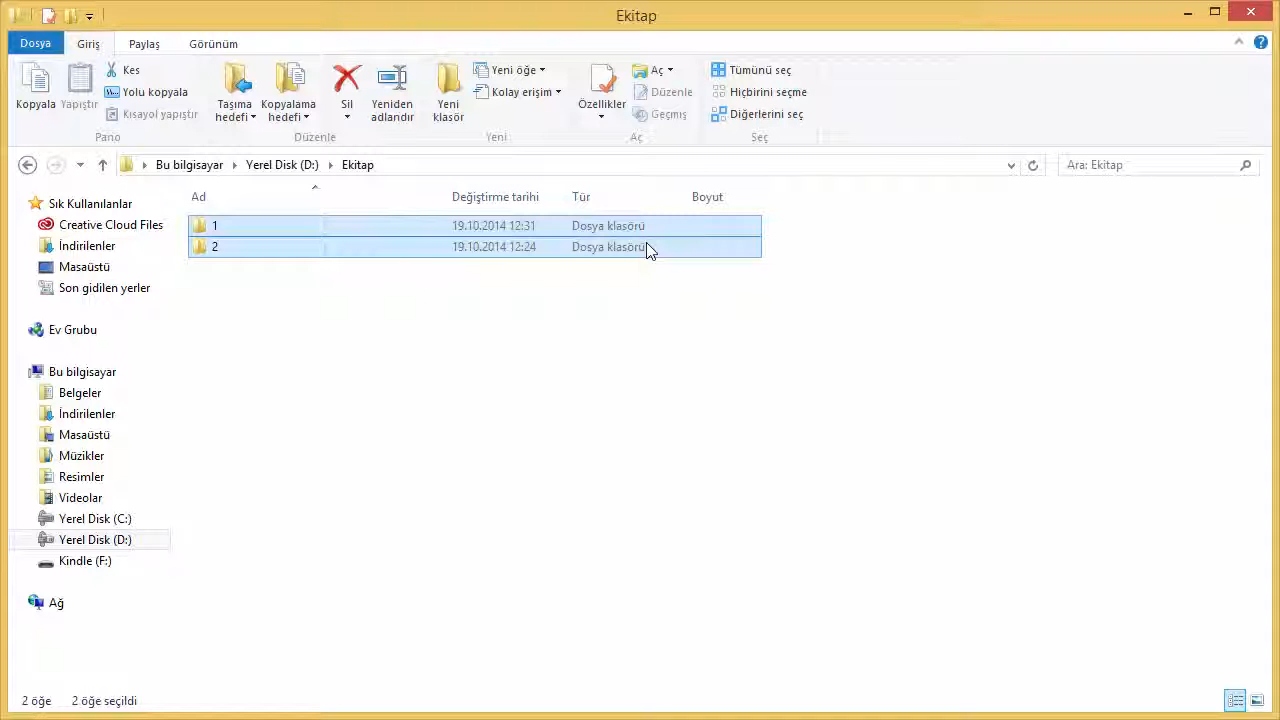 Ekitap
Dosya Giriş Paylaş Görünüm
Kopyala
Yapıştır
Kes
Yolu kopyala
Kısayol yapıştır
Pano
Taşıma hedefi
Kopyalama hedefi
Sil
Yeniden adlandır
Düzenle
Yeni klasör
Yeni öğe
Kolay erişim
Yeni
Özellikler
Aç
Düzenle
Geçmiş
Aç
Tümünü seç
Hiçbirini seçme
Diğerlerini seç
Seç
Bu bilgisayar Yerel Disk (D:) Ekitap
Ara: Ekitap
Ad Değiştirme tarihi Tür Boyut
1 19.10.2014 12:31 Dosya klasörü
2 19.10.2014 12:24 Dosya klasörü
Sık Kullanılanlar
Creative Cloud Files
İndirilenler
Masaüstü
Son gidilen yerler
Ev Grubu
Bu bilgisayar
Belgeler
İndirilenler
Masaüstü
Müzikler
Resimler
Videolar
Yerel Disk (C:)
Yerel Disk (D:)
Kindle (F:)
Ağ
2 öğe 2 öğe seçildi